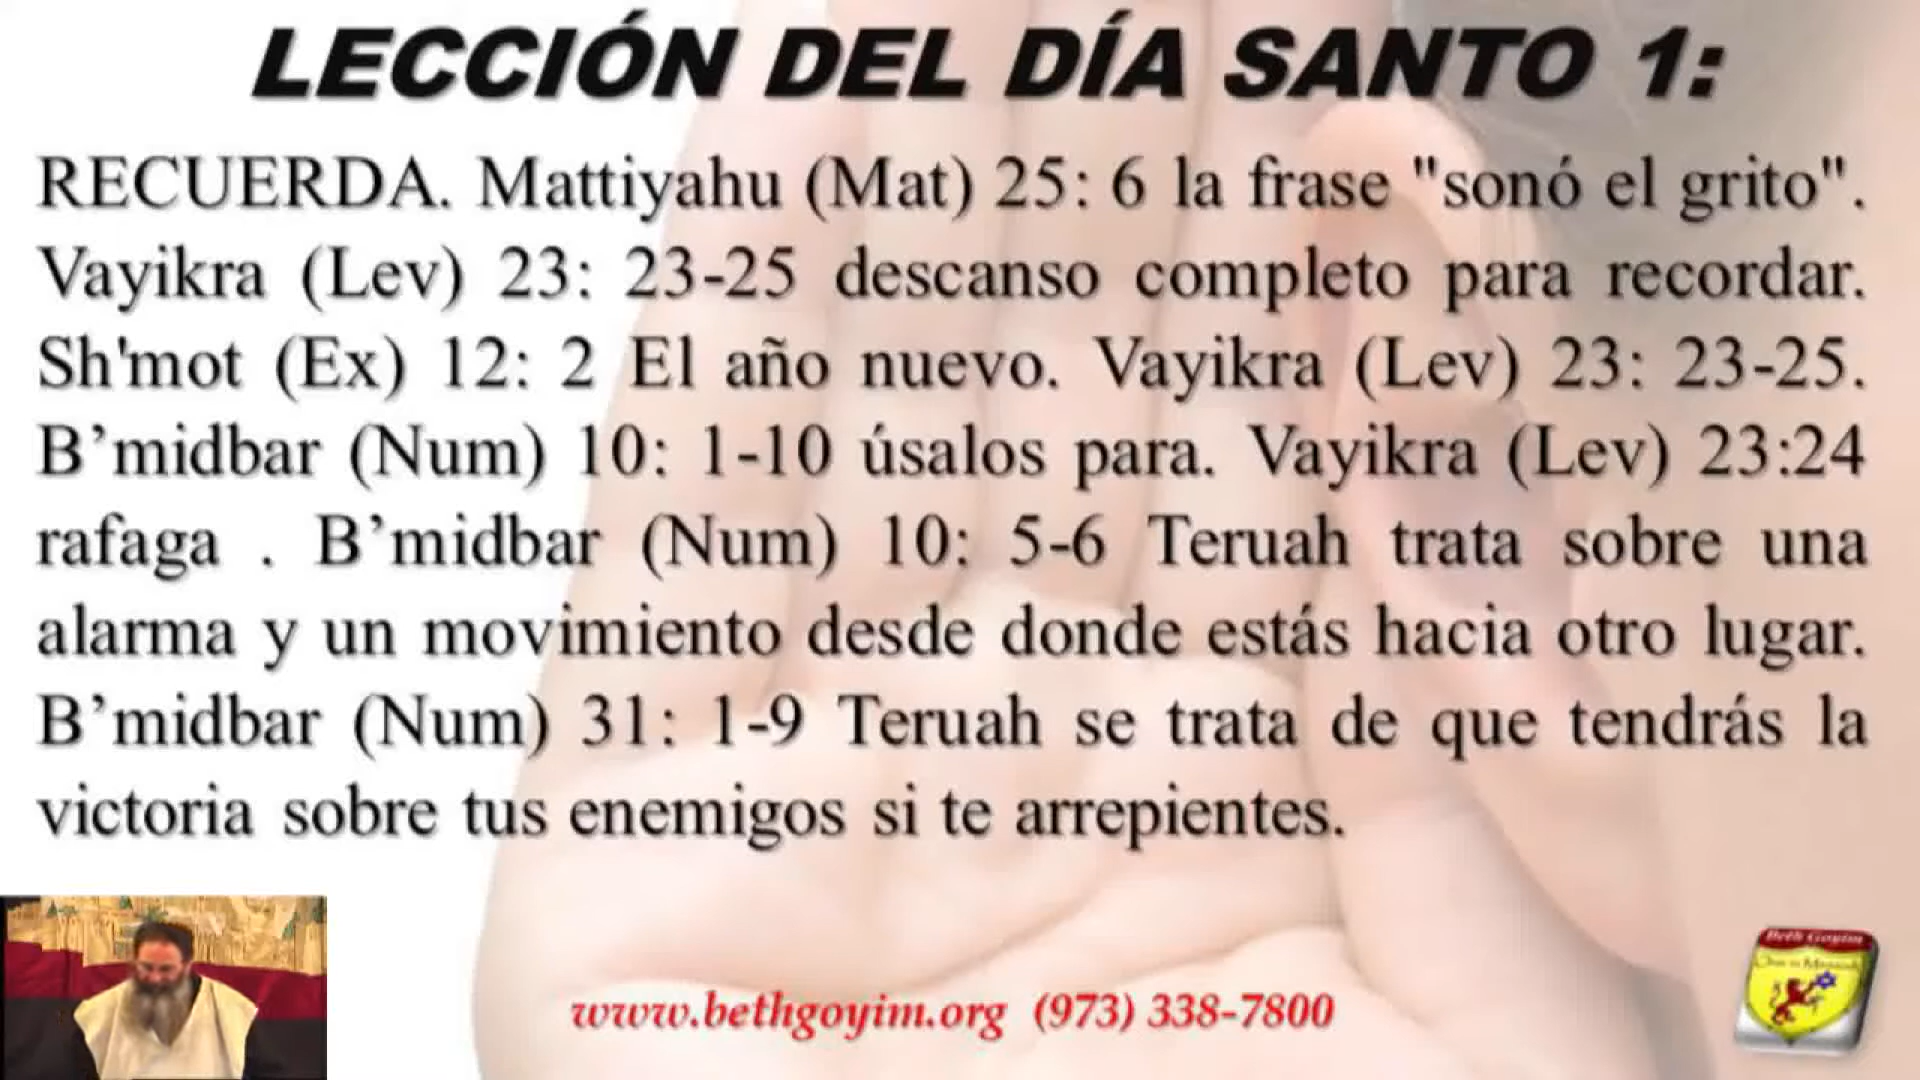 LECCIÓN DEL DÍA SANTO 1:
RECUERDA. Mattiyahu (Mat) 25: 6 la frase "sonó el grito".
Vayikra (Lev) 23: 23-25 descanso completo para recordar.
Sh'mot (Ex) 12: 2 El año nuevo. Vayikra (Lev) 23: 23-25.
B’midbar (Num) 10: 1-10 úsalos para. Vayikra (Lev) 23:24
rafaga . B’midbar (Num) 10: 5-6 Teruah trata sobre una
alarma y un movimiento desde donde estás hacia otro lugar.
B’midbar (Num) 31: 1-9 Teruah se trata de que tendrás la
victoria sobre tus enemigos si te arrepientes.
www.bethgoyim.org (973) 338-7800
Beth Goyim